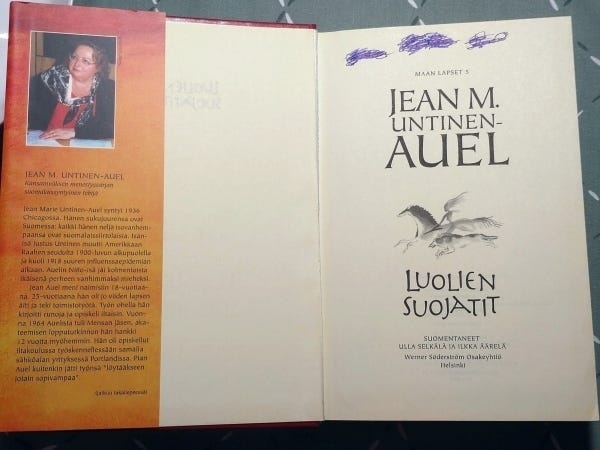 JEAN M. UNTINEN-AUEL
Kansainvälisen menestyssarjan
suomalaissyntyinen tekijä
Jean Marie Untinen-Auel syntyi 1936
Chicagossa. Hänen sukujuurensa ovat
Suomessa: kaikki hänen neljä isovanhem-
paansa ovat suomalaissiirtolaisia. Isän-
isä Justus Untinen muutti Amerikkaan
Raahen seudulta 1900-luvun alkupuolella
ja kuoli 1918 suuren influenssaepidemian
aikaan. Auelin Niilo-isä jäi kolmentoista
ikäisenä perheen vanhimmaksi mieheksi.
Jean Auel meni naimisiin 18-vuotiaa-
na. 25-vuotiaana hän oli jo viiden lapsen
äiti ja teki toimistotyötä. Työn ohella hän
kirjoitti runoja ja opiskeli iltaisin. Vuon-
na 1964 Auelista tuli Mensan jäsen, aka-
teemisen loppututkinnon hän hankki
12 vuotta myöhemmin. Hän oli opiskellut
iltakoulussa työskennellessään samalla
sähköalan yrityksessä Portlandissa. Pian
Auel kuitenkin jätti työnsä "löytääkseen
jotain sopivampaa".
(jatkuu takaliepeessä)
MAAN LAPSET 5
JEAN M.
UNTINEN-
AUEL
LUOLIEN
SUOJATIT
SUOMENTANEET
ULLA SELKÄLÄ JA ILKKA ÄÄRELÄ
Werner Söderström Osakeyhtiö
Helsinki